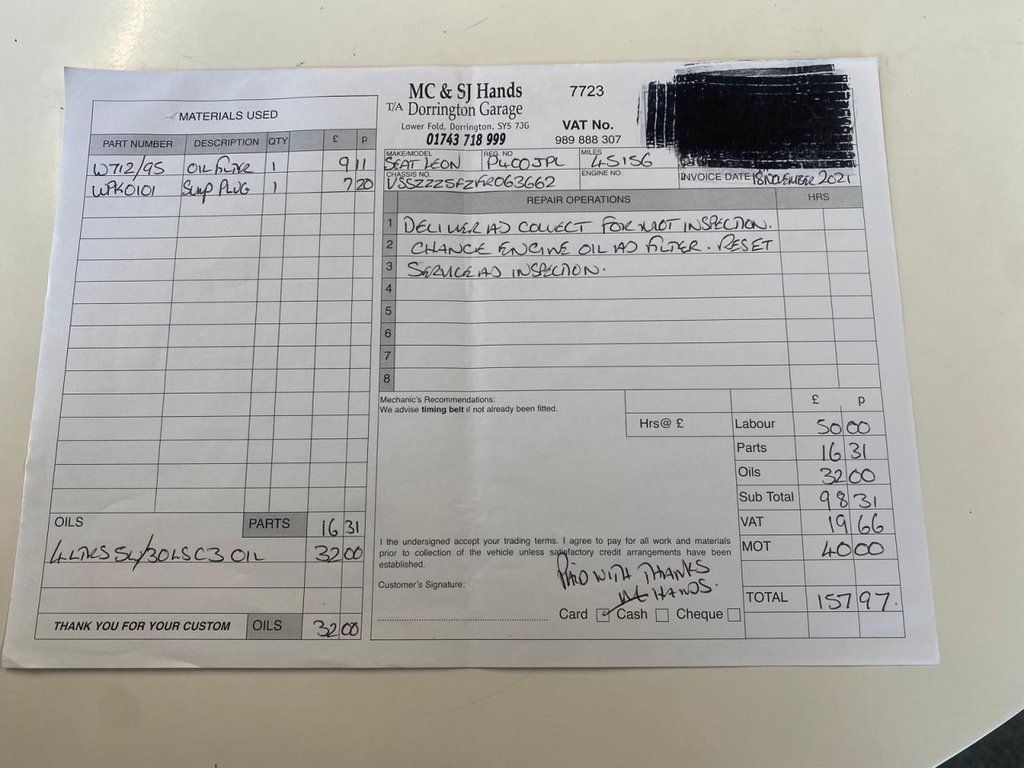 MATERIALS USED
PART NUMBER DESCRIPTION QTY £ p
W712/95 OIL FILTER 1 9 11
WPK0101 SUMP PLUG 1 7 20
OILS PARTS 16 31
4 LITRES 5W/30 LSC3 OIL 32 00
THANK YOU FOR YOUR CUSTOM OILS 32 00
MC & SJ Hands 7723
T/A Dorrington Garage
Lower Fold, Dorrington. SY5 7JG VAT No.
01743 718 999 989 888 307
MAKE/MODEL SEAT LEON REG. NO P400JPL MILES 45156
CHASSIS NO. ENGINE NO. INVOICE DATE 18 NOVEMBER 2021
REPAIR OPERATIONS HRS
1 DELIVER AD COLLECT FOR MOT INSPECTION.
2 CHANGE ENGINE OIL AD FILTER. RESET
3 SERVICE AD INSPECTION.
4
5
6
7
8
Mechanic's Recommendations:
We advise timing belt if not already been fitted.
£ p
Hrs@ £ Labour 50 00
Parts 16 31
Oils 32 00
Sub Total 98 31
VAT 19 66
MOT 40 00
TOTAL 157 97.
I the undersigned accept your trading terms. I agree to pay for all work and materials
prior to collection of the vehicle unless satisfactory credit arrangements have been
established.
PAID WITH THANKS
Customer's Signature: HANDS.
Card Cash Cheque